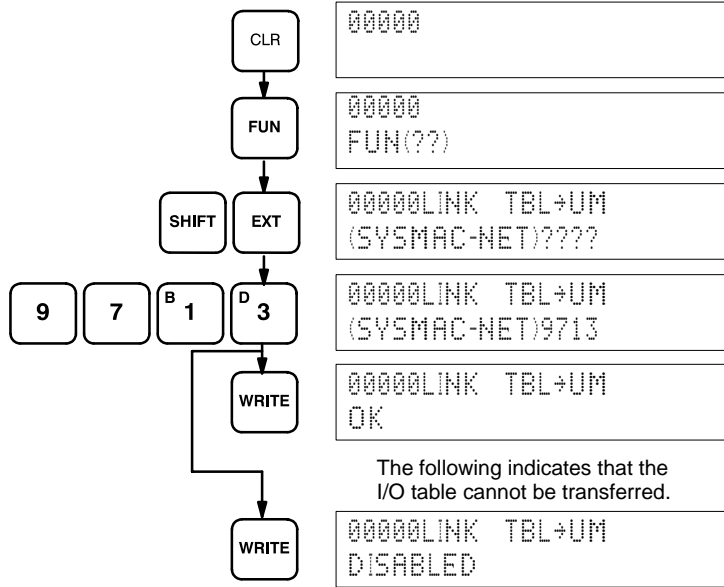 CLR
00000
FUN
00000
FUN(??)
SHIFT EXT
00000LINK TBL→UM
(SYSMAC-NET)????
9 7 B 1 D 3
00000LINK TBL→UM
(SYSMAC-NET)9713
WRITE
00000LINK TBL→UM
OK
The following indicates that the
I/O table cannot be transferred.
WRITE
00000LINK TBL→UM
DISABLED